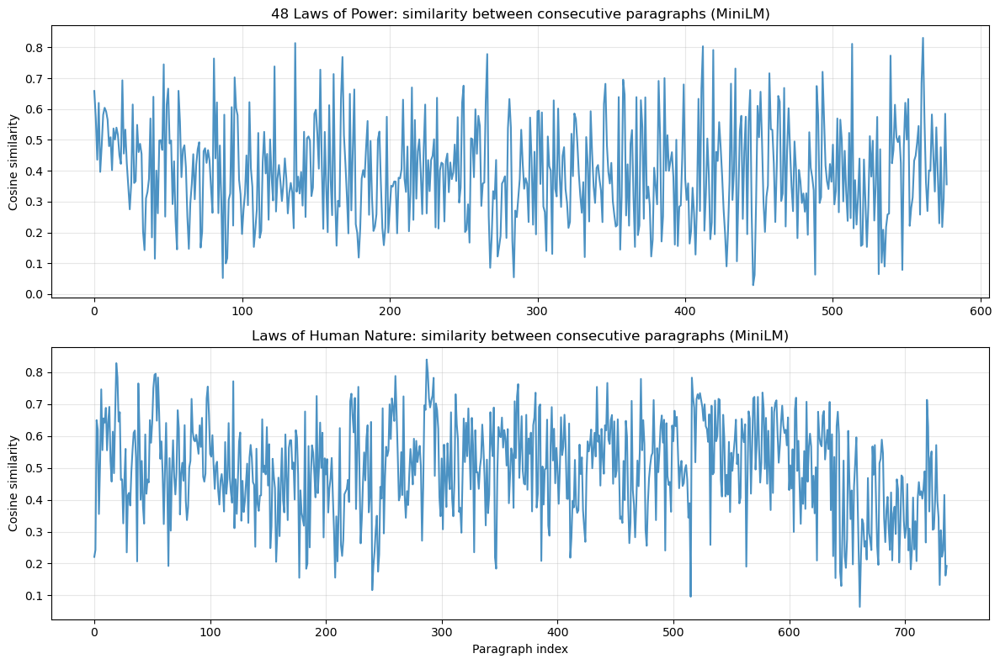 48 Laws of Power: similarity between consecutive paragraphs (MiniLM)
Cosine similarity
0.8
0.7
0.6
0.5
0.4
0.3
0.2
0.1
0.0
0 100 200 300 400 500 600
Laws of Human Nature: similarity between consecutive paragraphs (MiniLM)
Cosine similarity
0.8
0.7
0.6
0.5
0.4
0.3
0.2
0.1
0 100 200 300 400 500 600 700
Paragraph index